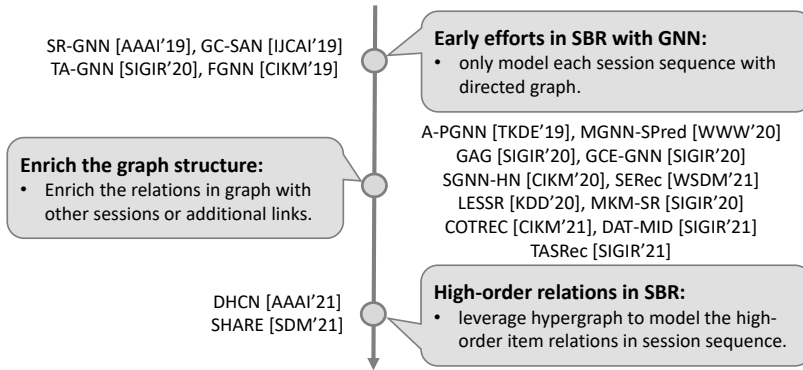 SR-GNN [AAAI'19], GC-SAN [IJCAI'19]
TA-GNN [SIGIR'20], FGNN [CIKM'19]
Early efforts in SBR with GNN:
• only model each session sequence with
directed graph.
Enrich the graph structure:
• Enrich the relations in graph with
other sessions or additional links.
A-PGNN [TKDE'19], MGNN-SPred [WWW'20]
GAG [SIGIR'20], GCE-GNN [SIGIR'20]
SGNN-HN [CIKM'20], SERec [WSDM'21]
LESSR [KDD'20], MKM-SR [SIGIR'20]
COTREC [CIKM'21], DAT-MID [SIGIR'21]
TASRec [SIGIR'21]
DHCN [AAAI'21]
SHARE [SDM'21]
High-order relations in SBR:
• leverage hypergraph to model the high-
order item relations in session sequence.